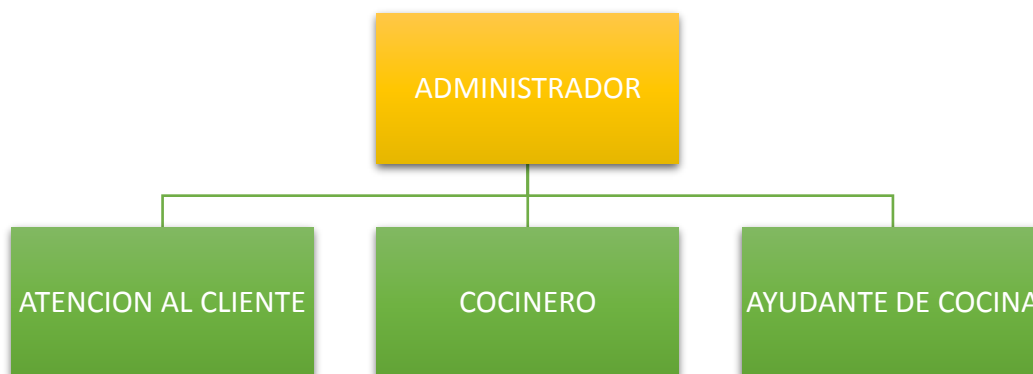 ADMINISTRADOR
ATENCION AL CLIENTE
COCINERO
AYUDANTE DE COCINA